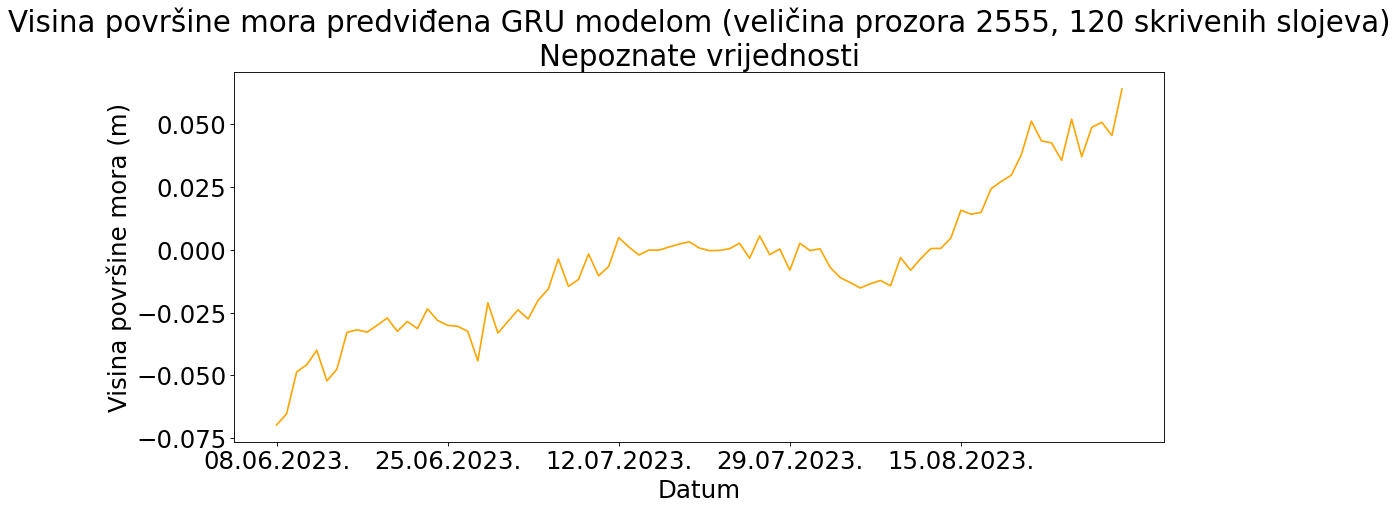 Visina površine mora predviđena GRU modelom (veličina prozora 2555, 120 skrivenih slojeva)
Nepoznate vrijednosti
Visina površine mora (m)
0.050
0.025
0.000
−0.025
−0.050
−0.075
08.06.2023. 25.06.2023. 12.07.2023. 29.07.2023. 15.08.2023.
Datum